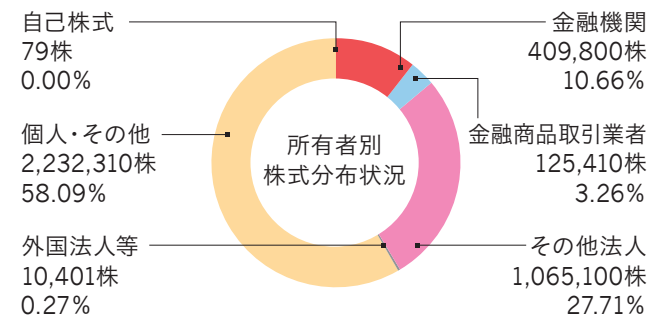 自己株式
79株
0.00%
金融機関
409,800株
10.66%
個人・その他
2,232,310株
58.09%
所有者別
株式分布状況
金融商品取引業者
125,410株
3.26%
外国法人等
10,401株
0.27%
その他法人
1,065,100株
27.71%